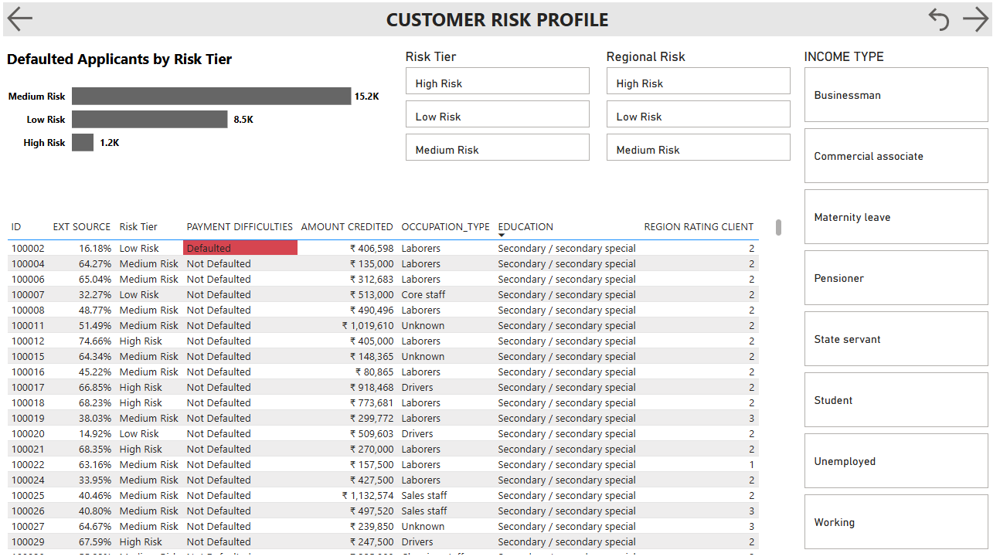 CUSTOMER RISK PROFILE
Defaulted Applicants by Risk Tier
Medium Risk 15.2K
Low Risk 8.5K
High Risk 1.2K
Risk Tier
High Risk
Low Risk
Medium Risk
Regional Risk
High Risk
Low Risk
Medium Risk
INCOME TYPE
Businessman
Commercial associate
Maternity leave
Pensioner
State servant
Student
Unemployed
Working
ID EXT SOURCE Risk Tier PAYMENT DIFFICULTIES AMOUNT CREDITED OCCUPATION_TYPE EDUCATION REGION RATING CLIENT
100002 16.18% Low Risk Defaulted ₹ 406,598 Laborers Secondary / secondary special 2
100004 64.27% Medium Risk Not Defaulted ₹ 135,000 Laborers Secondary / secondary special 2
100006 65.04% Medium Risk Not Defaulted ₹ 312,683 Laborers Secondary / secondary special 2
100007 32.27% Low Risk Not Defaulted ₹ 513,000 Core staff Secondary / secondary special 2
100008 48.77% Medium Risk Not Defaulted ₹ 490,496 Laborers Secondary / secondary special 2
100011 51.49% Medium Risk Not Defaulted ₹ 1,019,610 Unknown Secondary / secondary special 2
100012 74.66% High Risk Not Defaulted ₹ 405,000 Laborers Secondary / secondary special 2
100015 64.34% Medium Risk Not Defaulted ₹ 148,365 Unknown Secondary / secondary special 2
100016 45.22% Medium Risk Not Defaulted ₹ 80,865 Laborers Secondary / secondary special 2
100017 66.85% High Risk Not Defaulted ₹ 918,468 Drivers Secondary / secondary special 2
100018 68.23% High Risk Not Defaulted ₹ 773,681 Laborers Secondary / secondary special 2
100019 38.03% Medium Risk Not Defaulted ₹ 299,772 Laborers Secondary / secondary special 3
100020 14.92% Low Risk Not Defaulted ₹ 509,603 Drivers Secondary / secondary special 2
100021 68.35% High Risk Not Defaulted ₹ 270,000 Laborers Secondary / secondary special 2
100022 63.16% Medium Risk Not Defaulted ₹ 157,500 Laborers Secondary / secondary special 1
100024 33.95% Medium Risk Not Defaulted ₹ 427,500 Laborers Secondary / secondary special 2
100025 40.46% Medium Risk Not Defaulted ₹ 1,132,574 Sales staff Secondary / secondary special 2
100026 40.80% Medium Risk Not Defaulted ₹ 497,520 Sales staff Secondary / secondary special 3
100027 64.67% Medium Risk Not Defaulted ₹ 239,850 Unknown Secondary / secondary special 3
100029 67.59% High Risk Not Defaulted ₹ 247,500 Drivers Secondary / secondary special 2